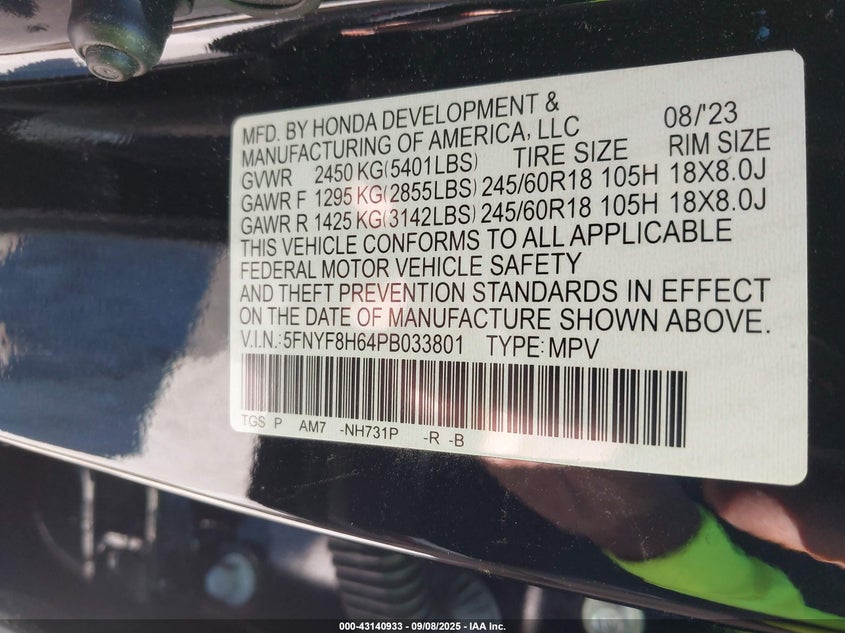 MFD. BY HONDA DEVELOPMENT & 08/'23
MANUFACTURING OF AMERICA, LLC
GVWR 2450 KG(5401LBS) TIRE SIZE RIM SIZE
GAWR F 1295 KG(2855LBS) 245/60R18 105H 18X8.0J
GAWR R 1425 KG(3142LBS) 245/60R18 105H 18X8.0J
THIS VEHICLE CONFORMS TO ALL APPLICABLE
FEDERAL MOTOR VEHICLE SAFETY
AND THEFT PREVENTION STANDARDS IN EFFECT
ON THE DATE OF MANUFACTURE SHOWN ABOVE.
V.I.N.:5FNYF8H64PB033801 TYPE:MPV
TGS P AM7 -NH731P -R -B
000-43140933 - 09/08/2025 - IAA Inc.